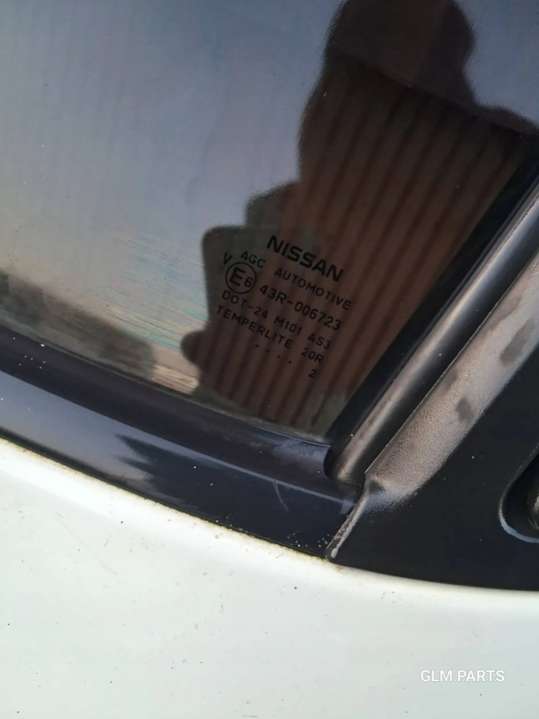 NISSAN
AGC AUTOMOTIVE
V E6 43R-006723
DOT-24 M101 AS3
TEMPERLITE 20R
.... 2
GLM PARTS